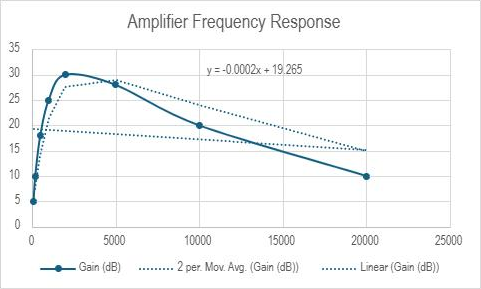 Amplifier Frequency Response
35
30
25
20
15
10
5
0
y = -0.0002x + 19.265
0 5000 10000 15000 20000 25000
Gain (dB) 2 per. Mov. Avg. (Gain (dB)) Linear (Gain (dB))